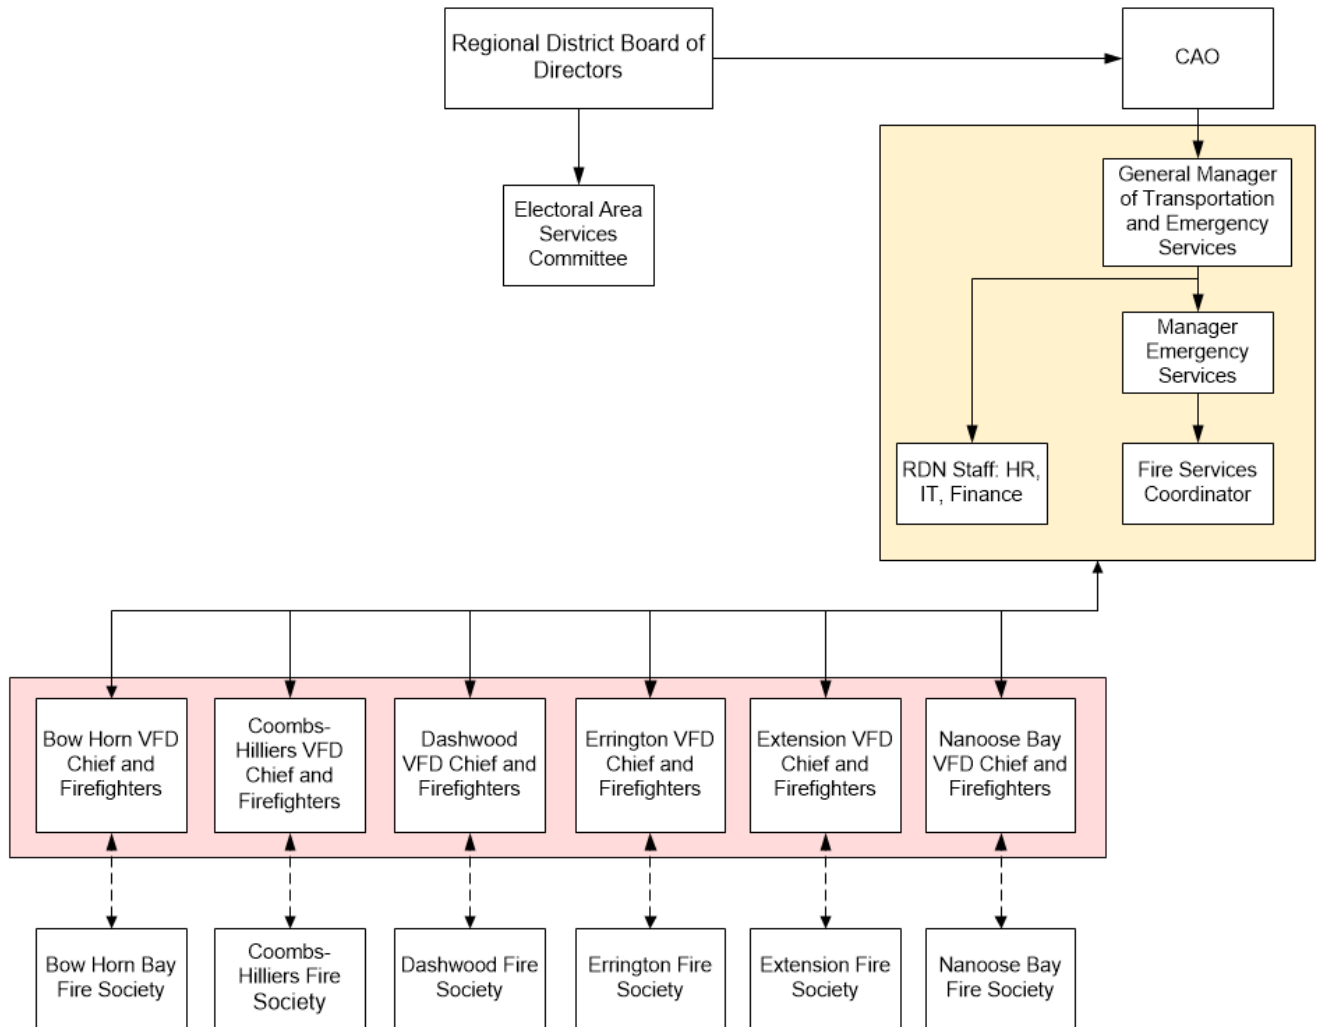 Regional District Board of
Directors
CAO
General Manager
of Transportation
and Emergency
Services
Electoral Area
Services
Committee
Manager
Emergency
Services
RDN Staff: HR,
IT, Finance
Fire Services
Coordinator
Bow Horn VFD
Chief and
Firefighters
Coombs-
Hilliers VFD
Chief and
Firefighters
Dashwood
VFD Chief and
Firefighters
Errington VFD
Chief and
Firefighters
Extension VFD
Chief and
Firefighters
Nanoose Bay
VFD Chief and
Firefighters
Bow Horn Bay
Fire Society
Coombs-
Hilliers Fire
Society
Dashwood Fire
Society
Errington Fire
Society
Extension Fire
Society
Nanoose Bay
Fire Society